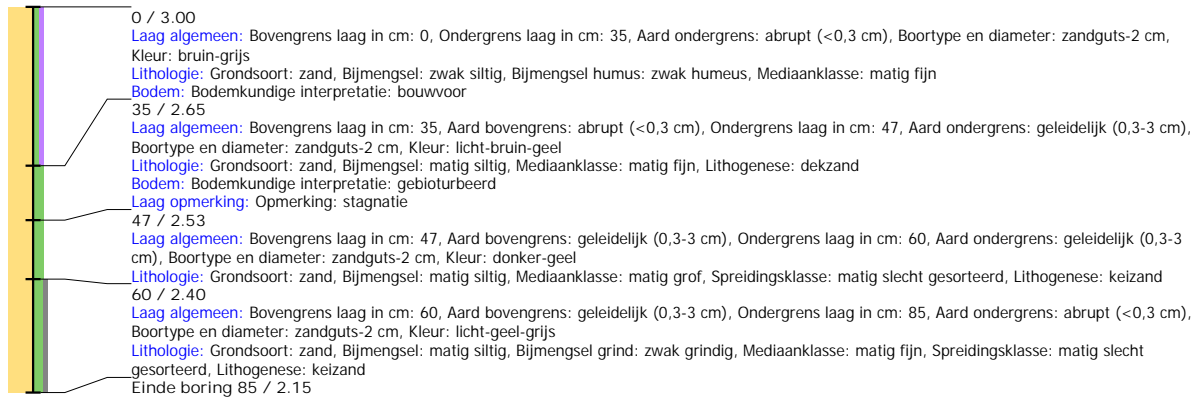 0 / 3.00
Laag algemeen: Bovengrens laag in cm: 0, Ondergrens laag in cm: 35, Aard ondergrens: abrupt (<0,3 cm), Boortype en diameter: zandguts-2 cm,
Kleur: bruin-grijs
Lithologie: Grondsoort: zand, Bijmengsel: zwak siltig, Bijmengsel humus: zwak humeus, Mediaanklasse: matig fijn
Bodem: Bodemkundige interpretatie: bouwvoor
35 / 2.65
Laag algemeen: Bovengrens laag in cm: 35, Aard bovengrens: abrupt (<0,3 cm), Ondergrens laag in cm: 47, Aard ondergrens: geleidelijk (0,3-3 cm),
Boortype en diameter: zandguts-2 cm, Kleur: licht-bruin-geel
Lithologie: Grondsoort: zand, Bijmengsel: matig siltig, Mediaanklasse: matig fijn, Lithogenese: dekzand
Bodem: Bodemkundige interpretatie: gebioturbeerd
Laag opmerking: Opmerking: stagnatie
47 / 2.53
Laag algemeen: Bovengrens laag in cm: 47, Aard bovengrens: geleidelijk (0,3-3 cm), Ondergrens laag in cm: 60, Aard ondergrens: geleidelijk (0,3-3
cm), Boortype en diameter: zandguts-2 cm, Kleur: donker-geel
Lithologie: Grondsoort: zand, Bijmengsel: matig siltig, Mediaanklasse: matig grof, Spreidingsklasse: matig slecht gesorteerd, Lithogenese: keizand
60 / 2.40
Laag algemeen: Bovengrens laag in cm: 60, Aard bovengrens: geleidelijk (0,3-3 cm), Ondergrens laag in cm: 85, Aard ondergrens: abrupt (<0,3 cm),
Boortype en diameter: zandguts-2 cm, Kleur: licht-geel-grijs
Lithologie: Grondsoort: zand, Bijmengsel: matig siltig, Bijmengsel grind: zwak grindig, Mediaanklasse: matig fijn, Spreidingsklasse: matig slecht
gesorteerd, Lithogenese: keizand
Einde boring 85 / 2.15